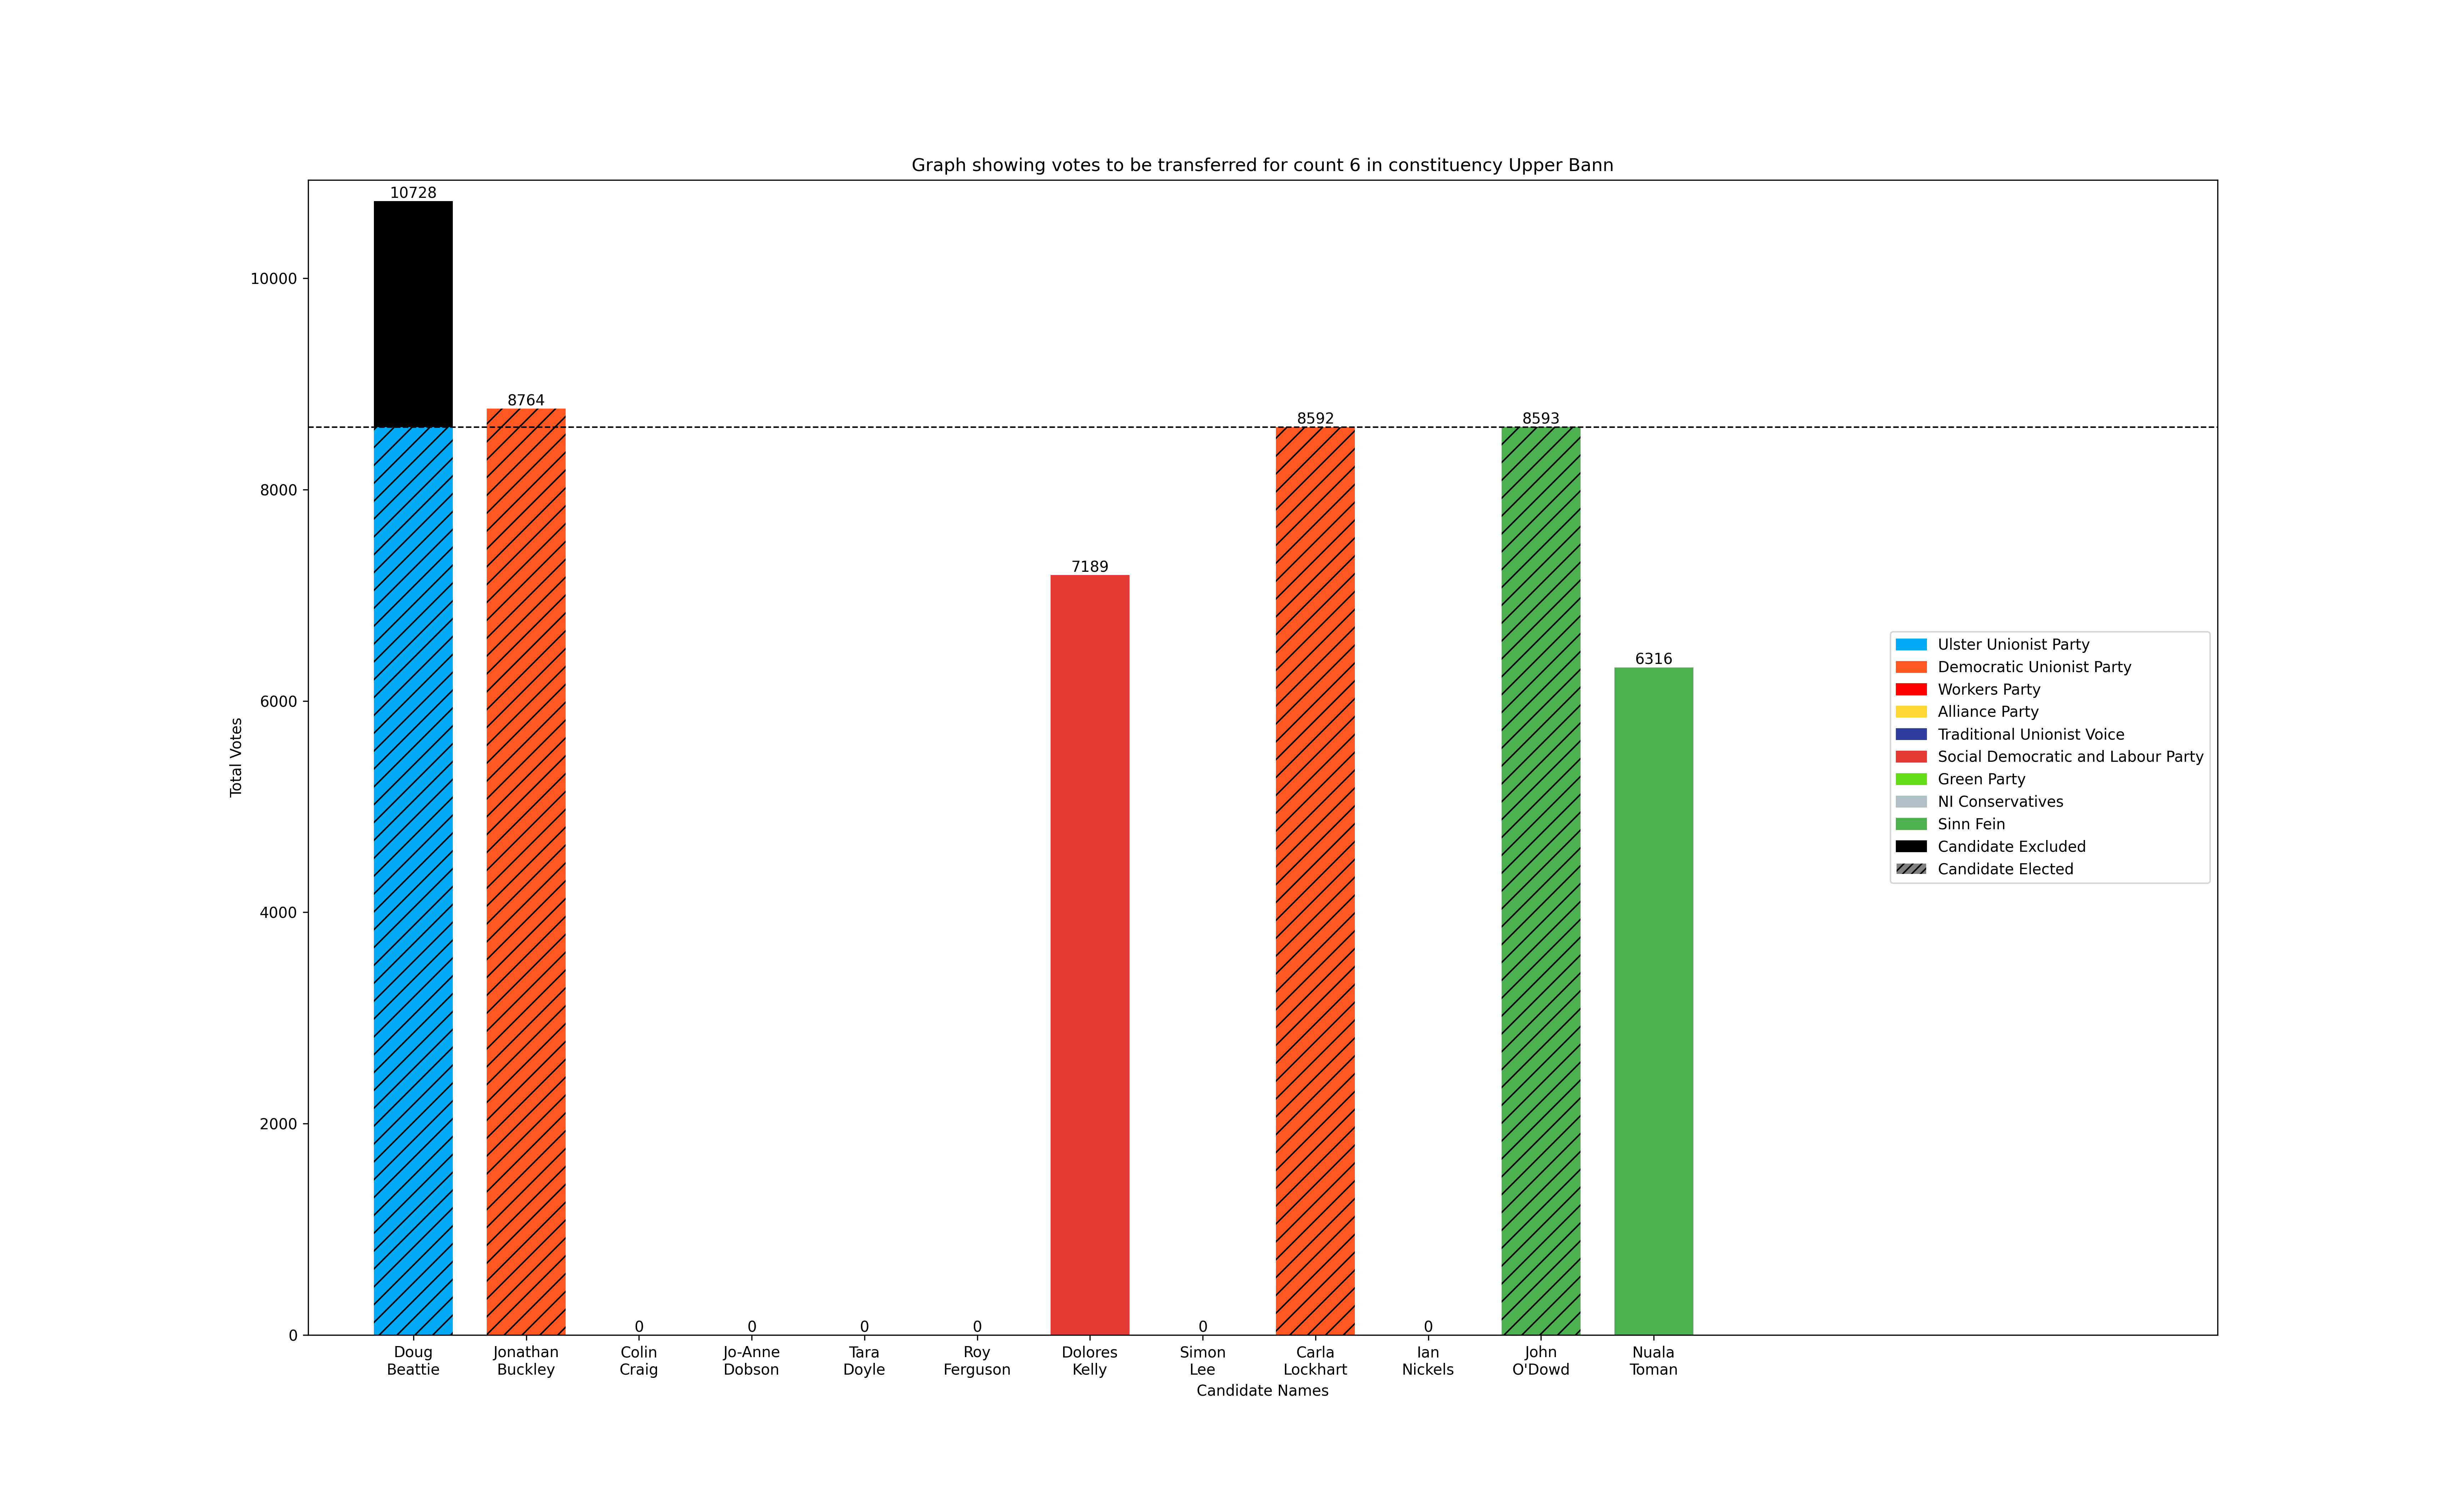 Graph showing votes to be transferred for count 6 in constituency Upper Bann
10728
10000
8764
8592
8593
8000
7189
6316
6000
4000
2000
0
0
0
0
0
0
0
Total Votes
Ulster Unionist Party
Democratic Unionist Party
Workers Party
Alliance Party
Traditional Unionist Voice
Social Democratic and Labour Party
Green Party
NI Conservatives
Sinn Fein
Candidate Excluded
Candidate Elected
Doug
Beattie
Jonathan
Buckley
Colin
Craig
Jo-Anne
Dobson
Tara
Doyle
Roy
Ferguson
Dolores
Kelly
Simon
Lee
Carla
Lockhart
Ian
Nickels
John
O'Dowd
Nuala
Toman
Candidate Names